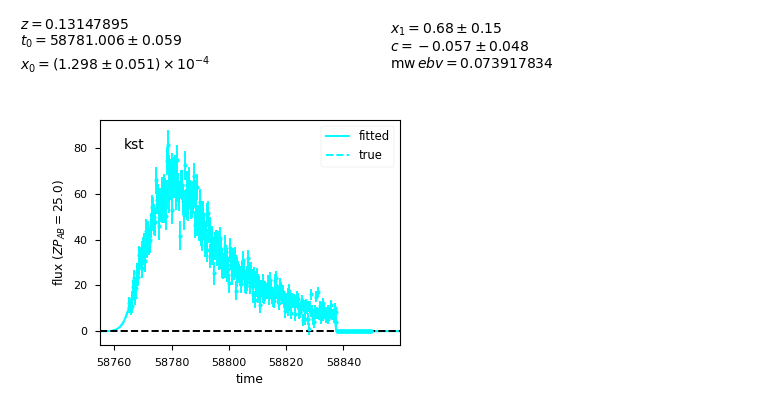 z = 0.13147895
t₀ = 58781.006 ± 0.059
x₀ = (1.298 ± 0.051) × 10⁻⁴
x₁ = 0.68 ± 0.15
c = −0.057 ± 0.048
mw ebv = 0.073917834
kst
fitted
true
80
60
40
20
0
flux (ZP_AB = 25.0)
58760 58780 58800 58820 58840
time